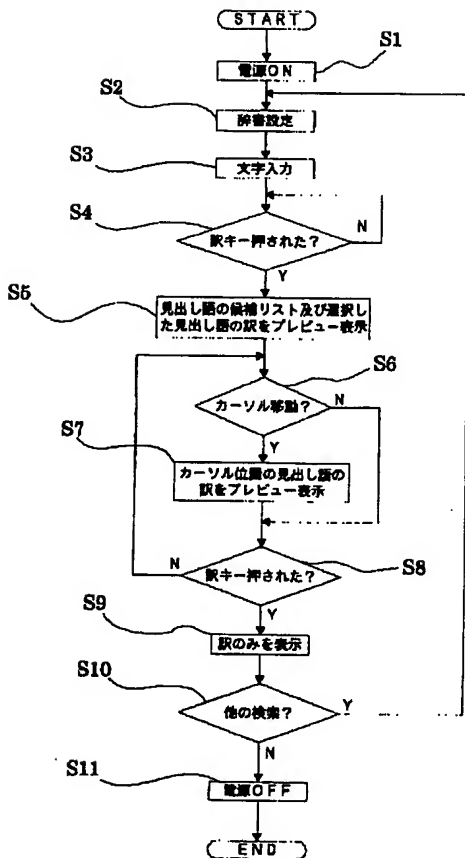 START
S1
電源ON
S2
辞書設定
S3
文字入力
S4
訳キー押された?
N
Y
S5
見出し語の候補リスト及び選択し
た見出し語の訳をプレビュー表示
S6
カーソル移動?
N
Y
S7
カーソル位置の見出し語の
訳をプレビュー表示
N
訳キー押された?
S8
Y
S9
訳のみを表示
S10
他の検索?
Y
N
S11
電源OFF
END